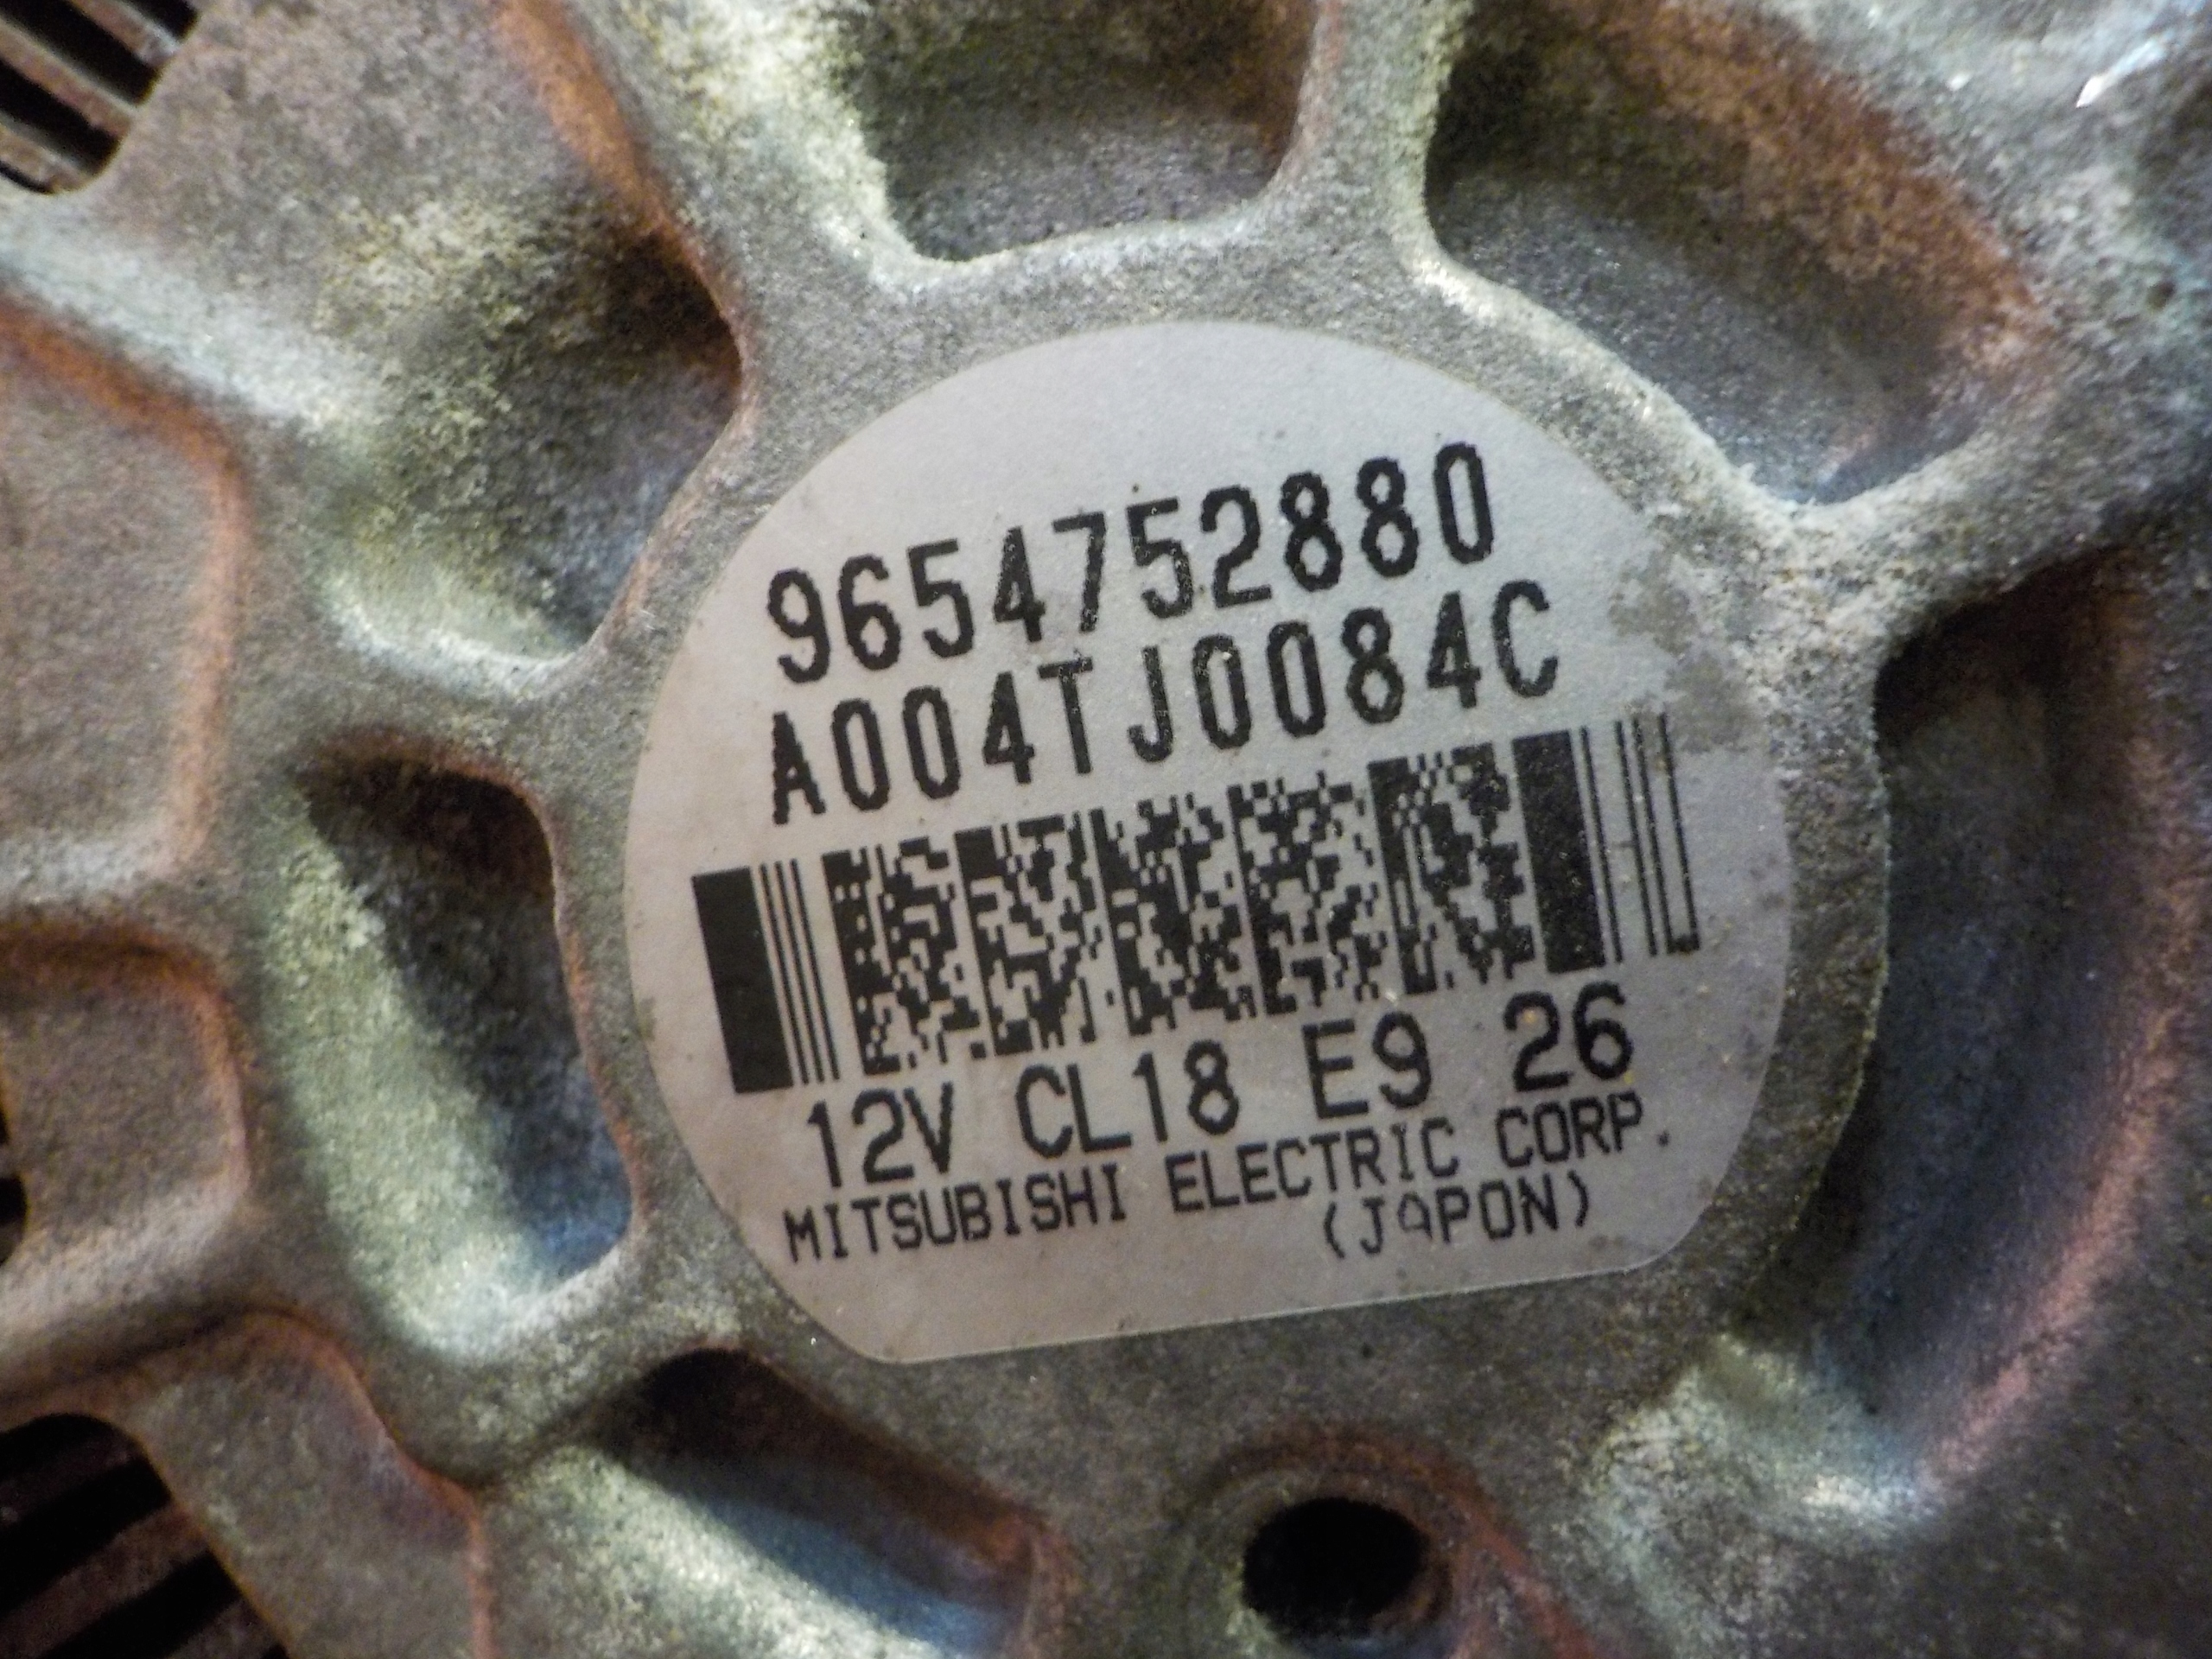 9654752880
A004TJ0084C
12V CL18 E9 26
MITSUBISHI ELECTRIC CORP.
(JAPON)